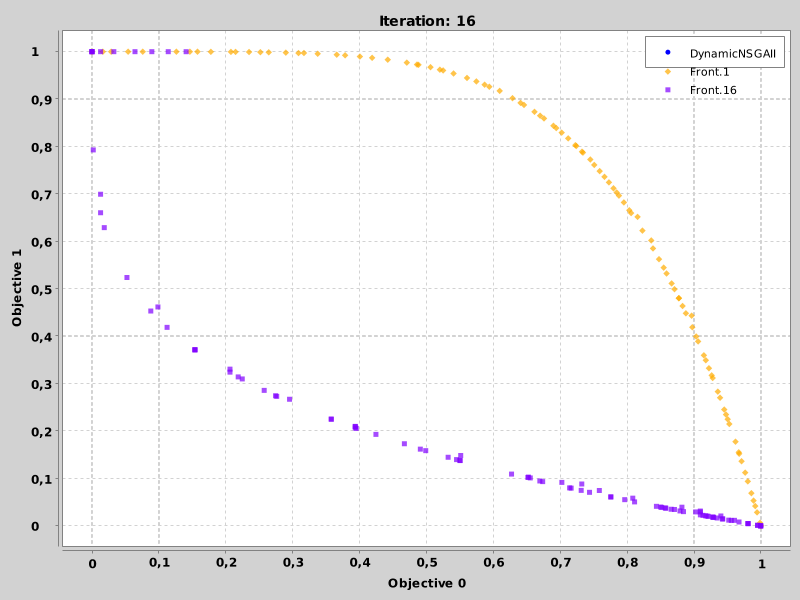 Iteration: 16
DynamicNSGAII
Front.1
Front.16
1
0,9
0,8
0,7
0,6
0,5
0,4
0,3
0,2
0,1
0
Objective 1
0 0,1 0,2 0,3 0,4 0,5 0,6 0,7 0,8 0,9 1
Objective 0